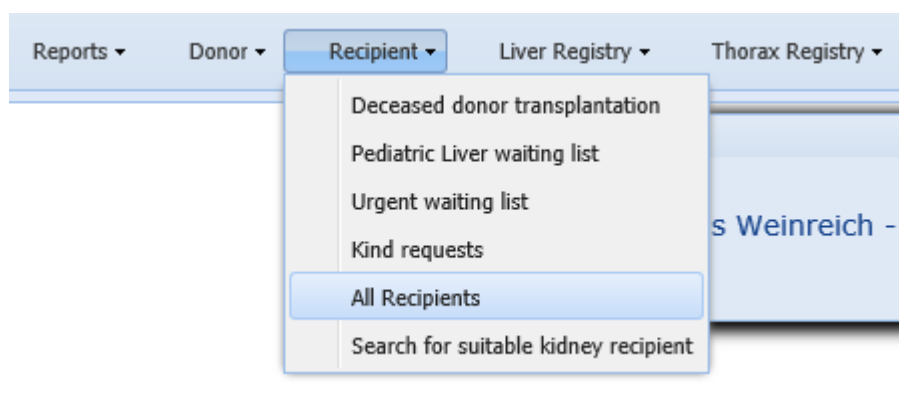 Reports Donor Recipient Liver Registry Thorax Registry
Deceased donor transplantation
Pediatric Liver waiting list
Urgent waiting list
s Weinreich -
Kind requests
All Recipients
Search for suitable kidney recipient